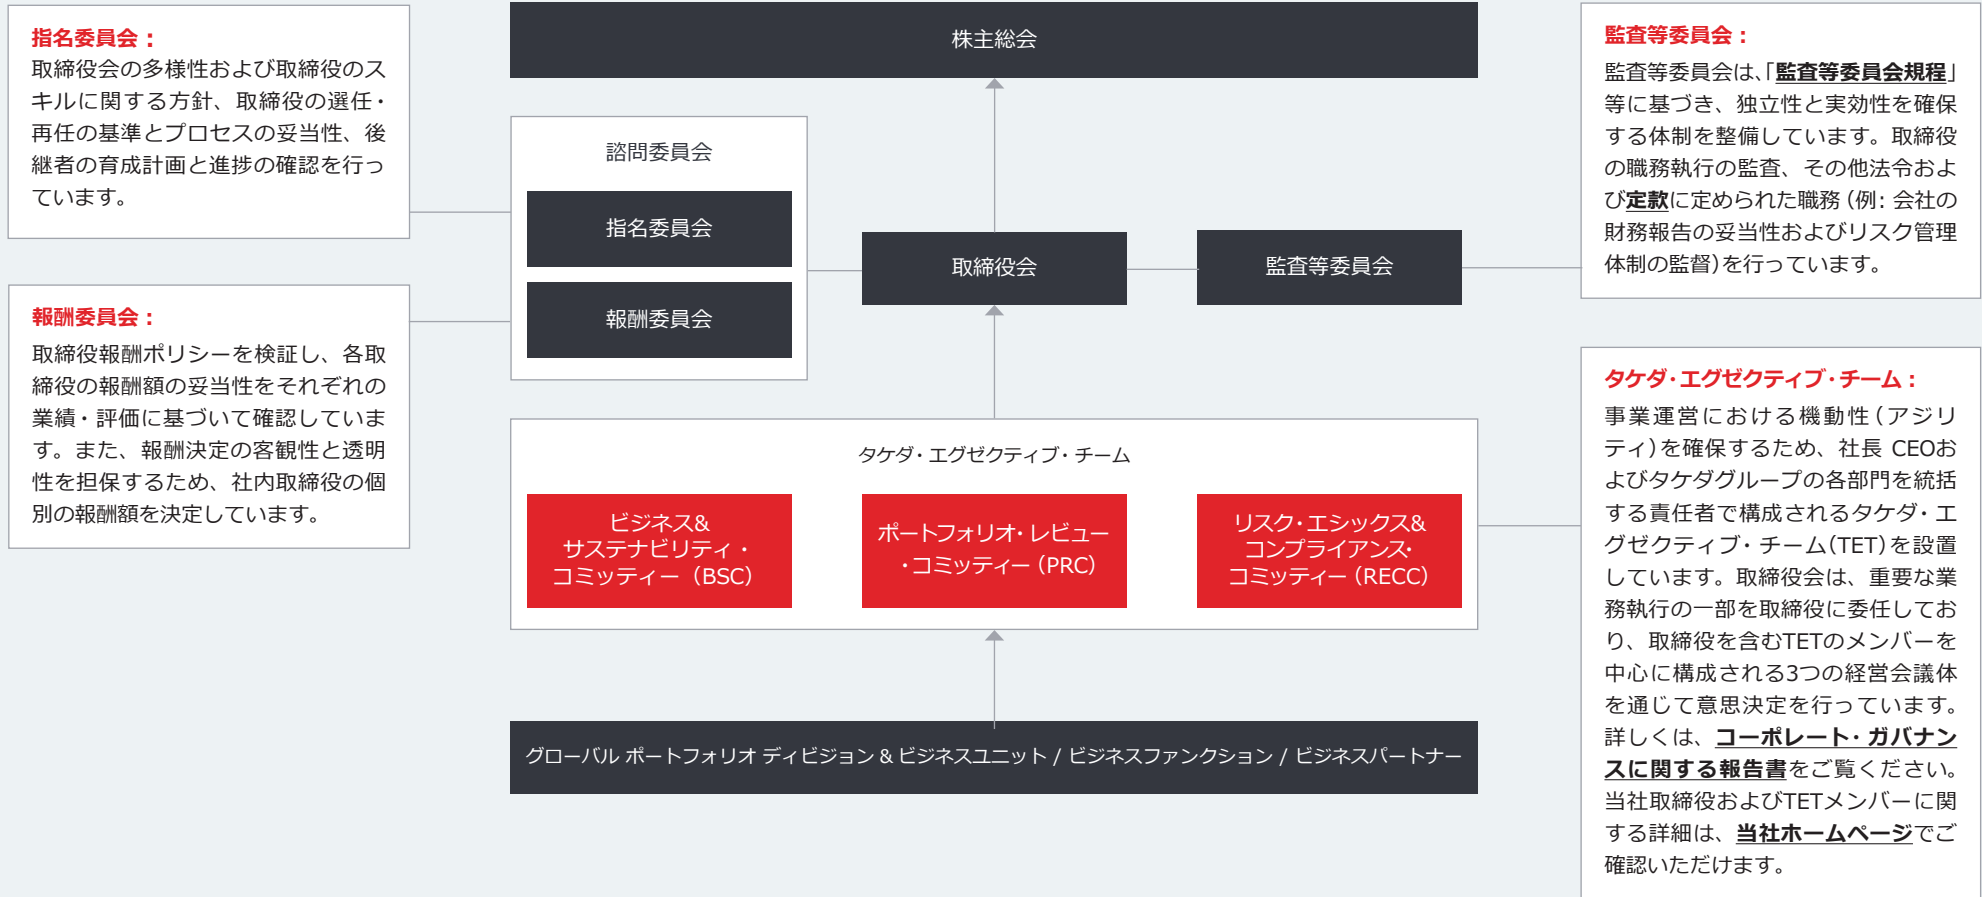 指名委員会：
取締役会の多様性および取締役のス
キルに関する方針、取締役の選任・
再任の基準とプロセスの妥当性、後
継者の育成計画と進捗の確認を行っ
ています。
報酬委員会：
取締役報酬ポリシーを検証し、各取
締役の報酬額の妥当性をそれぞれの
業績・評価に基づいて確認していま
す。また、報酬決定の客観性と透明
性を担保するため、社内取締役の個
別の報酬額を決定しています。
株主総会
諮問委員会
指名委員会
報酬委員会
取締役会
監査等委員会
タケダ・エグゼクティブ・チーム
ビジネス&
サステナビリティ・
コミッティー（BSC）
ポートフォリオ・レビュー
・コミッティー（PRC）
リスク・エシックス&
コンプライアンス・
コミッティー（RECC）
グローバル ポートフォリオ ディビジョン & ビジネスユニット / ビジネスファンクション / ビジネスパートナー
監査等委員会：
監査等委員会は、「監査等委員会規程」
等に基づき、独立性と実効性を確保
する体制を整備しています。取締役
の職務執行の監査、その他法令およ
び定款に定められた職務（例: 会社の
財務報告の妥当性およびリスク管理
体制の監督）を行っています。
タケダ・エグゼクティブ・チーム：
事業運営における機動性（アジリ
ティ）を確保するため、社長 CEOお
よびタケダグループの各部門を統括
する責任者で構成されるタケダ・エ
グゼクティブ・チーム（TET）を設置
しています。取締役会は、重要な業
務執行の一部を取締役に委任してお
り、取締役を含むTETのメンバーを
中心に構成される3つの経営会議体
を通じて意思決定を行っています。
詳しくは、コーポレート・ガバナン
スに関する報告書をご覧ください。
当社取締役およびTETメンバーに関
する詳細は、当社ホームページでご
確認いただけます。